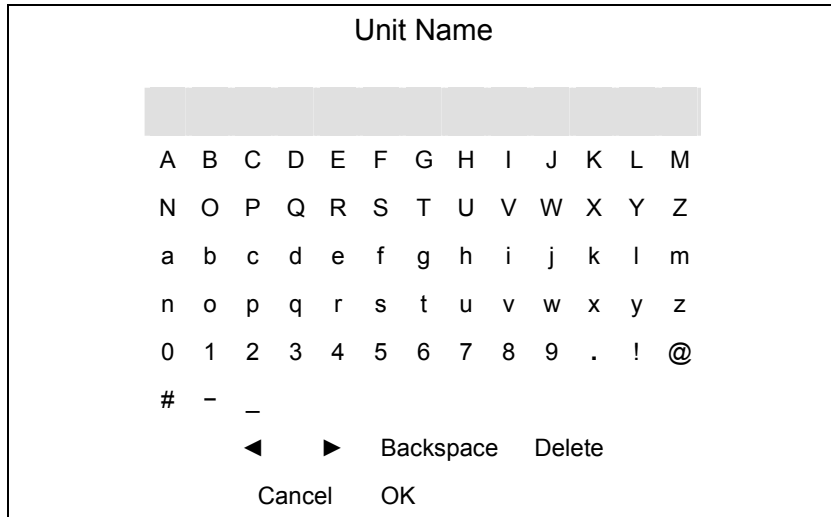 Unit Name
A B C D E F G H I J K L M
N O P Q R S T U V W X Y Z
a b c d e f g h i j k l m
n o p q r s t u v w x y z
0 1 2 3 4 5 6 7 8 9 . ! @
# − _
◄ ► Backspace Delete
Cancel OK